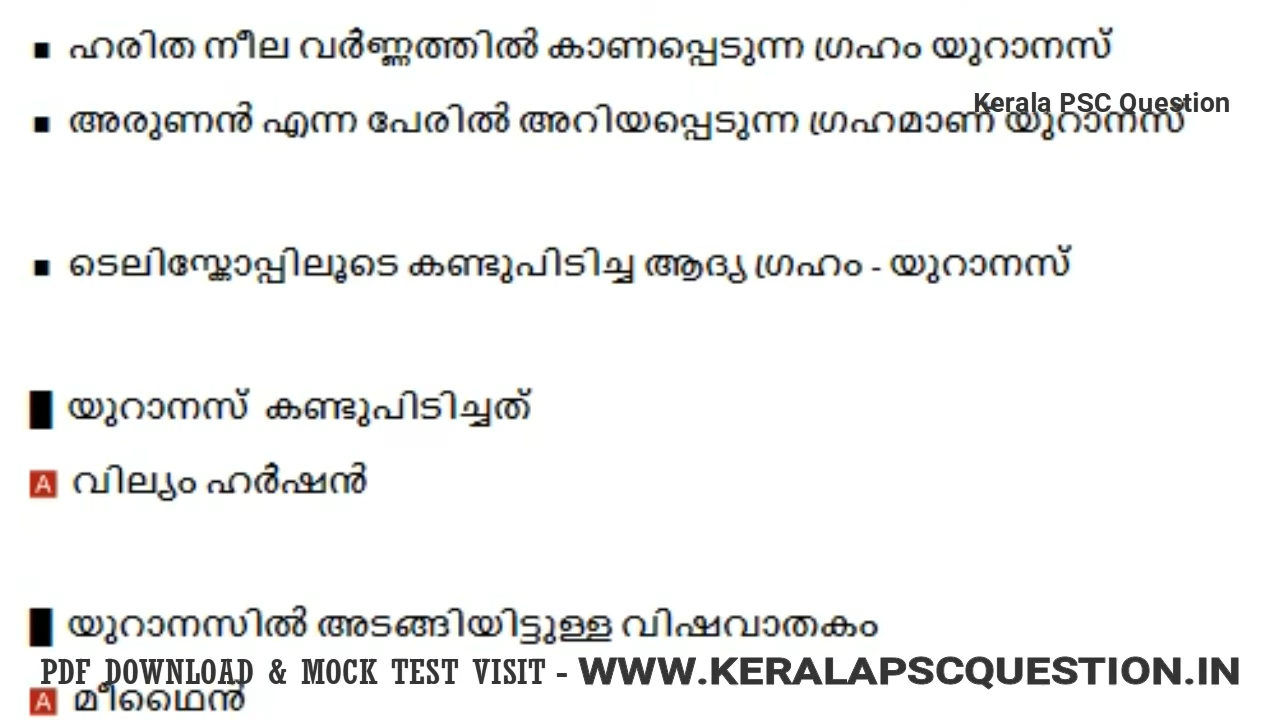 ▪ ഹരിത നീല വർണ്ണത്തിൽ കാണപ്പെടുന്ന ഗ്രഹം യുറാനസ്
Kerala PSC Question
▪ അരുണൻ എന്ന പേരിൽ അറിയപ്പെടുന്ന ഗ്രഹമാണ് യുറാനസ്
▪ ടെലിസ്കോപ്പിലൂടെ കണ്ടുപിടിച്ച ആദ്യ ഗ്രഹം - യുറാനസ്
യുറാനസ് കണ്ടുപിടിച്ചത്
A വില്യം ഹർഷൻ
യുറാനസിൽ അടങ്ങിയിട്ടുള്ള വിഷവാതകം
PDF DOWNLOAD & MOCK TEST VISIT - WWW.KERALAPSCQUESTION.IN
A മീഥൈൻ